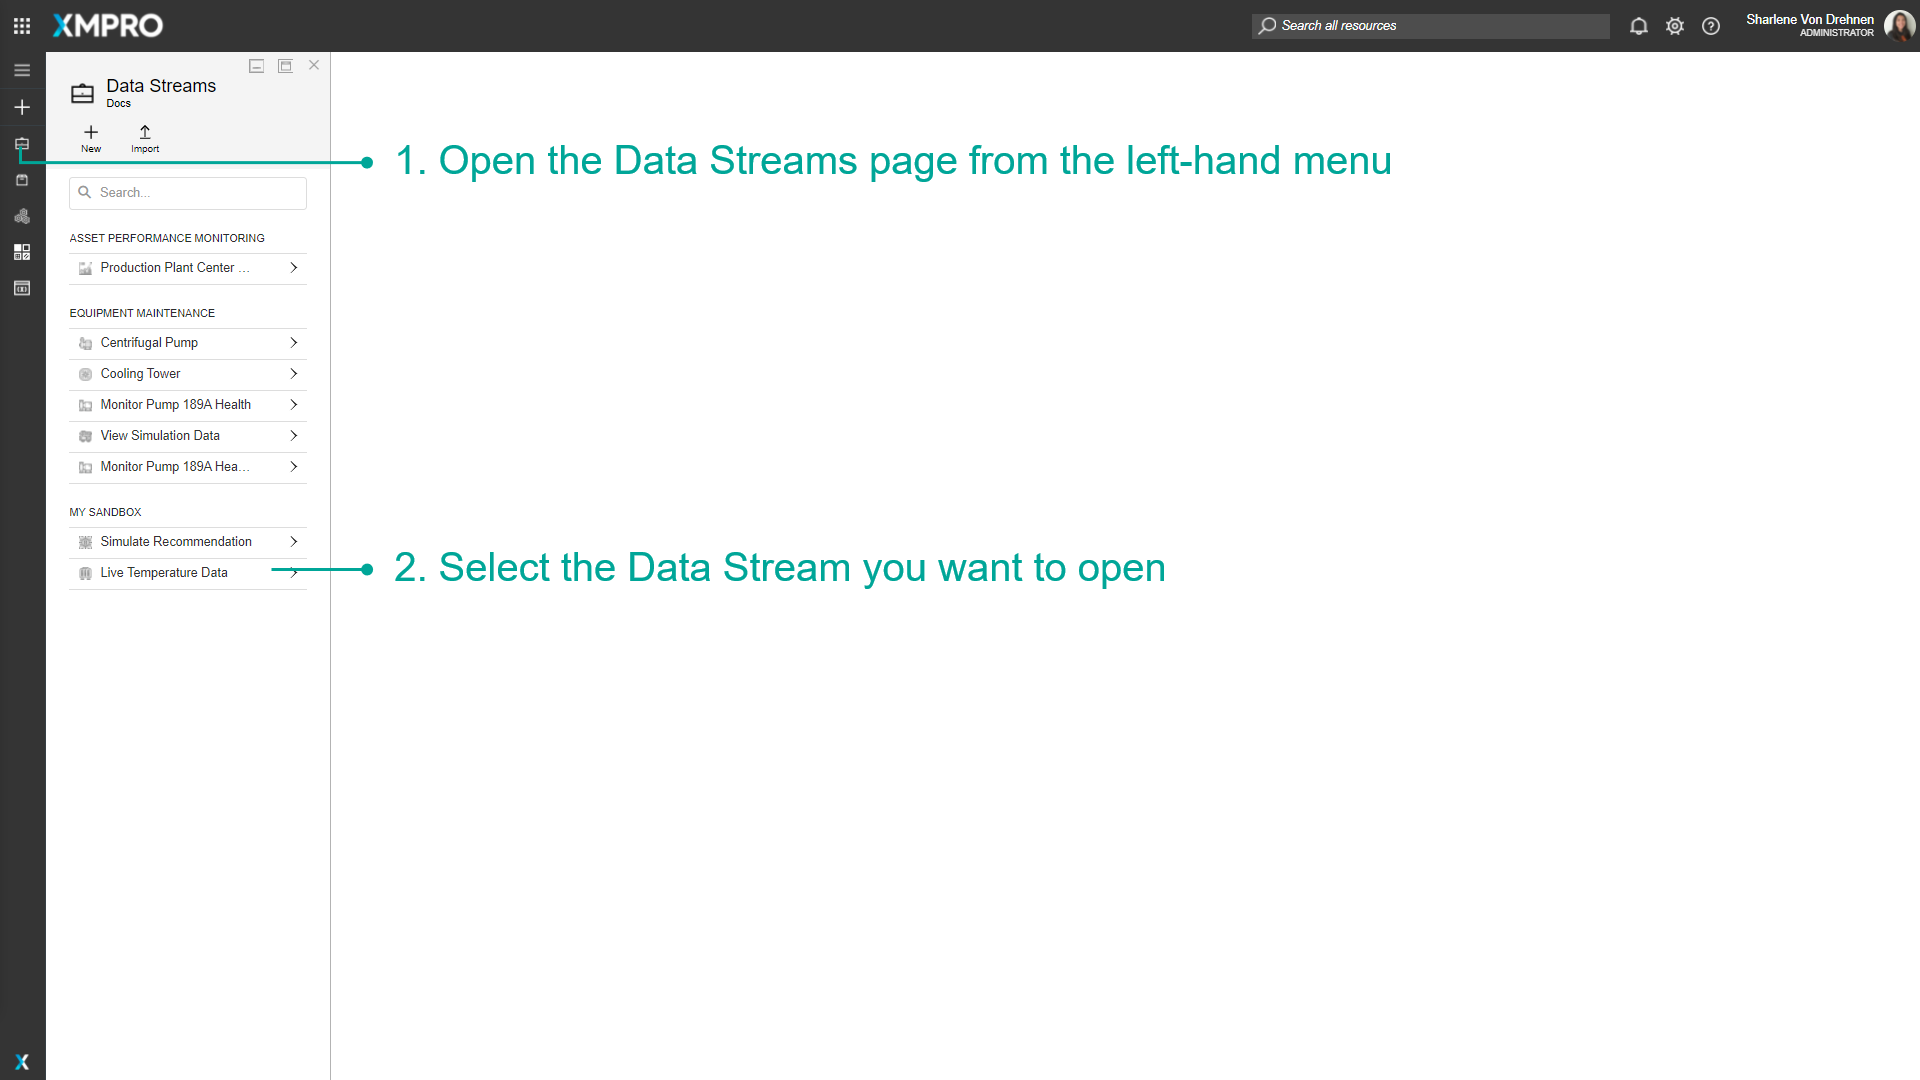 XMPRO
Search all resources
Sharlene Von Drehnen
ADMINISTRATOR
Data Streams
Docs
New
Import
1. Open the Data Streams page from the left-hand menu
Search...
ASSET PERFORMANCE MONITORING
Production Plant Center ...
EQUIPMENT MAINTENANCE
Centrifugal Pump
Cooling Tower
Monitor Pump 189A Health
View Simulation Data
Monitor Pump 189A Hea...
MY SANDBOX
Simulate Recommendation
Live Temperature Data
2. Select the Data Stream you want to open